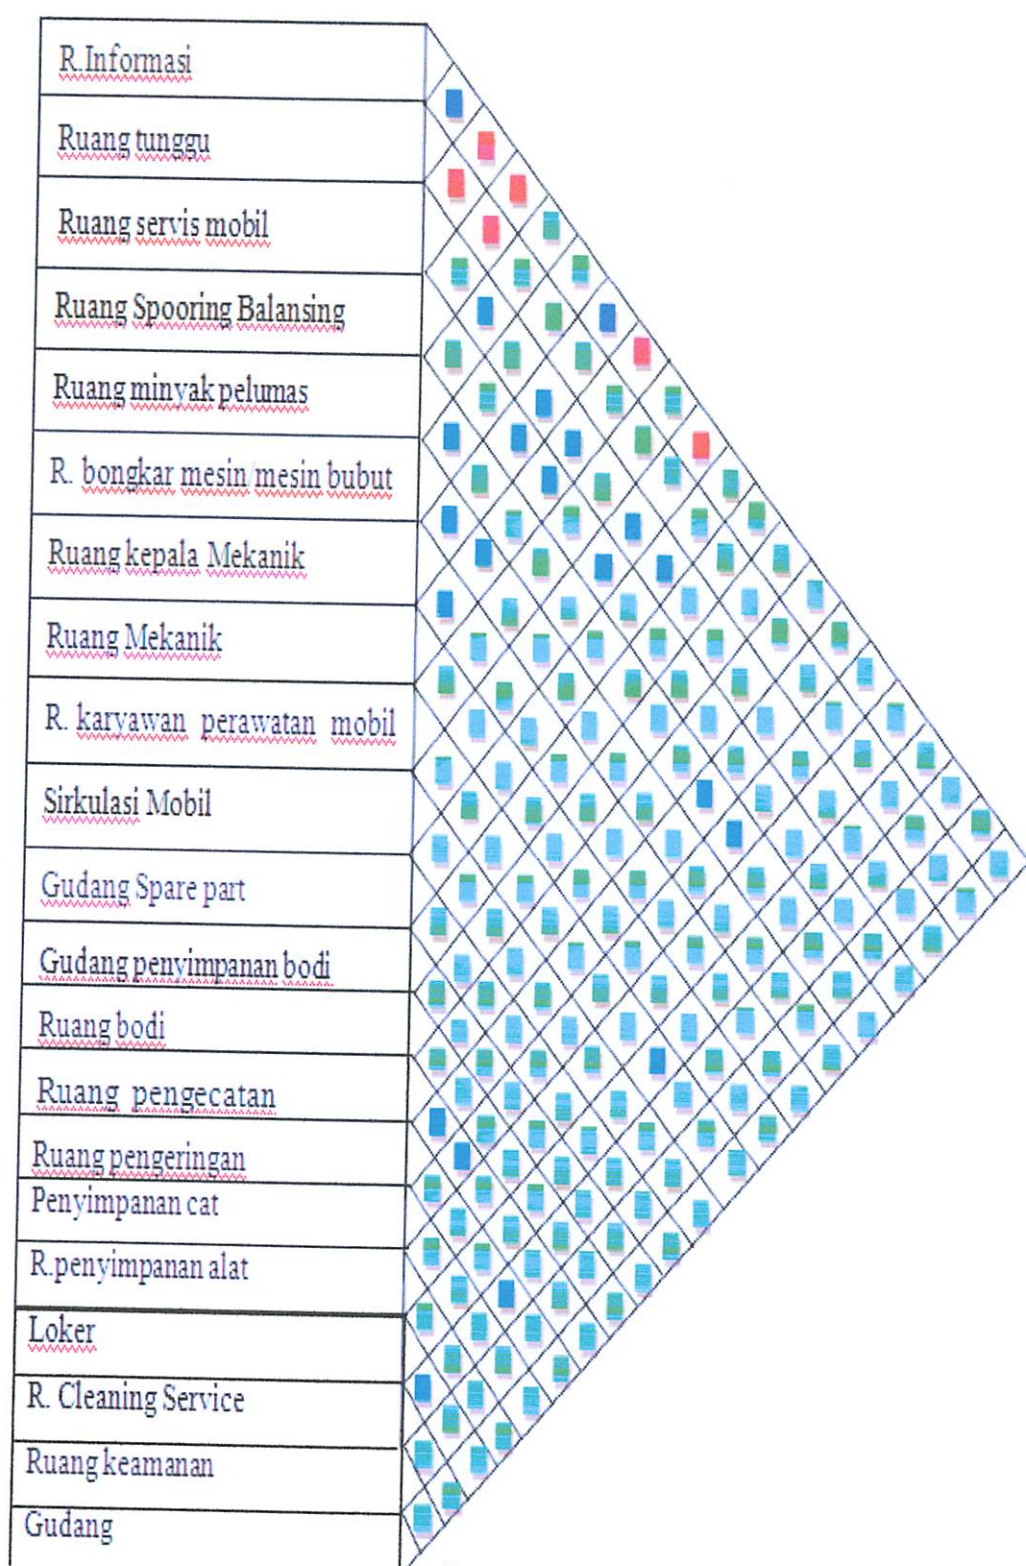 R.Informasi
Ruang tunggu
Ruang servis mobil
Ruang Spooring Balansing
Ruang minyak pelumas
R. bongkar mesin/mesin bubut
Ruang kepala Mekanik
Ruang Mekanik
R. karyawan perawatan mobil
Sirkulasi Mobil
Gudang Spare part
Gudang penyimpanan bodi
Ruang bodi
Ruang pengecatan
Ruang pengeringan
Penyimpanan cat
R.penyimpanan alat
Loker
R. Cleaning Service
Ruang keamanan
Gudang